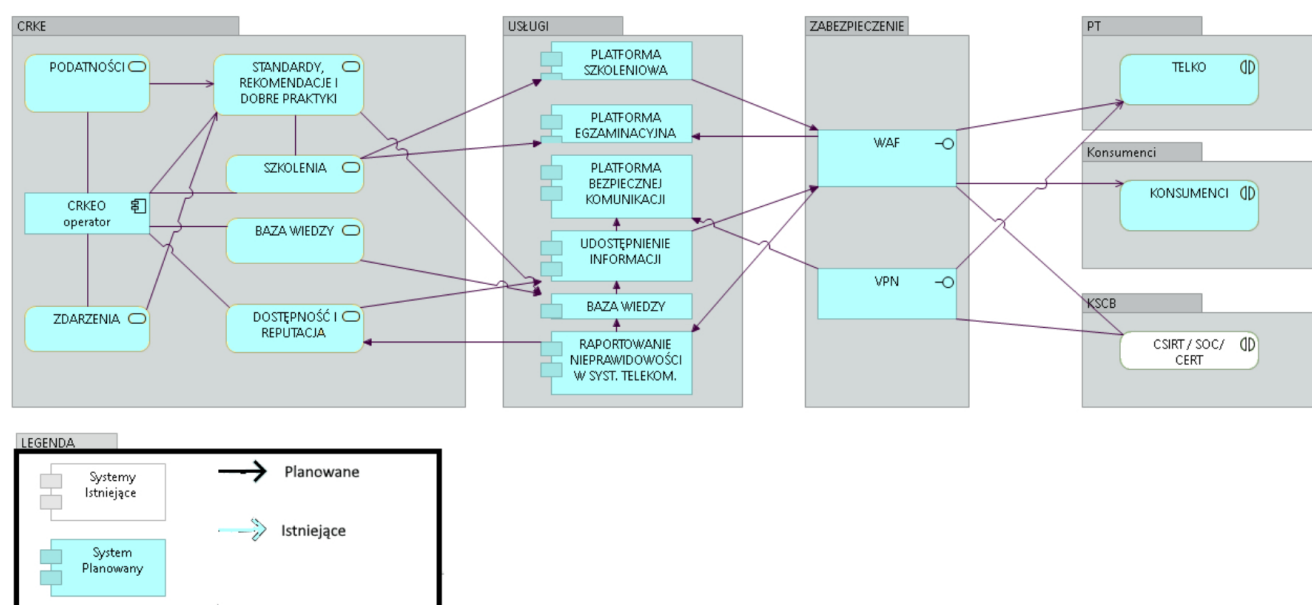 CRKE
PODATNOŚCI
STANDARDY,
REKOMENDACJE I
DOBRE PRAKTYKI
SZKOLENIA
CRKEO
operator
BAZA WIEDZY
ZDARZENIA
DOSTĘPNOŚĆ I
REPUTACJA
USŁUGI
PLATFORMA
SZKOLENIOWA
PLATFORMA
EGZAMINACYJNA
PLATFORMA
BEZPIECZNEJ
KOMUNIKACJI
UDOSTĘPNIENIE
INFORMACJI
BAZA WIEDZY
RAPORTOWANIE
NIEPRAWIDOWOŚCI
W SYST. TELEKOM.
ZABEZPIECZENIE
WAF
VPN
PT
TELKO
Konsumenci
KONSUMENCI
KSCB
CSIRT / SOC/
CERT
LEGENDA
Systemy
Istniejące
Planowane
Istniejące
System
Planowany